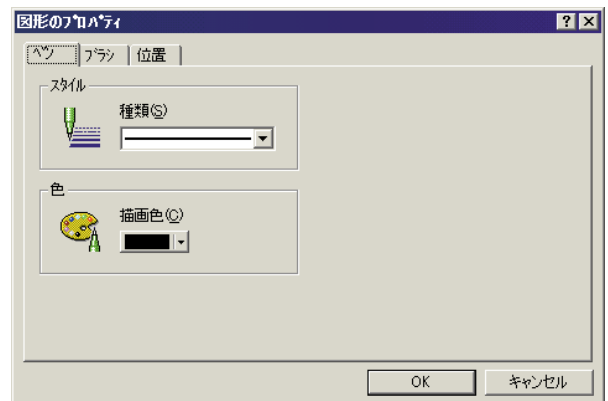 図形のプロパティ
ペン ブラシ 位置
スタイル
種類(S)
色
描画色(C)
OK キャンセル